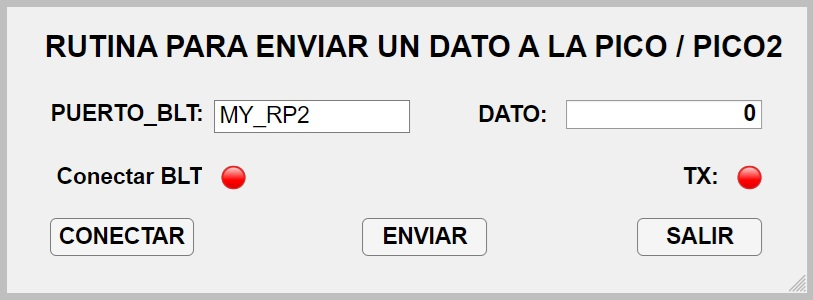 RUTINA PARA ENVIAR UN DATO A LA PICO / PICO2
PUERTO_BLT: MY_RP2 DATO: 0
Conectar BLT TX:
CONECTAR ENVIAR SALIR